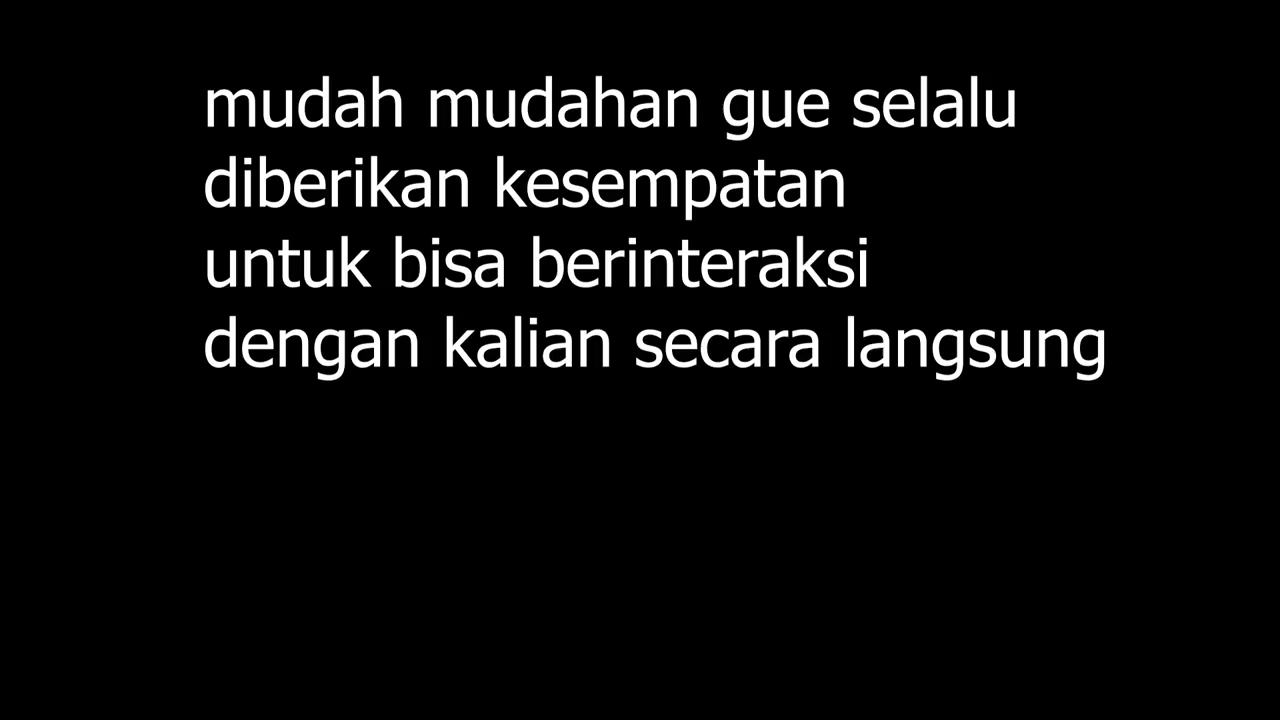 mudah mudahan gue selalu
diberikan kesempatan
untuk bisa berinteraksi
dengan kalian secara langsung